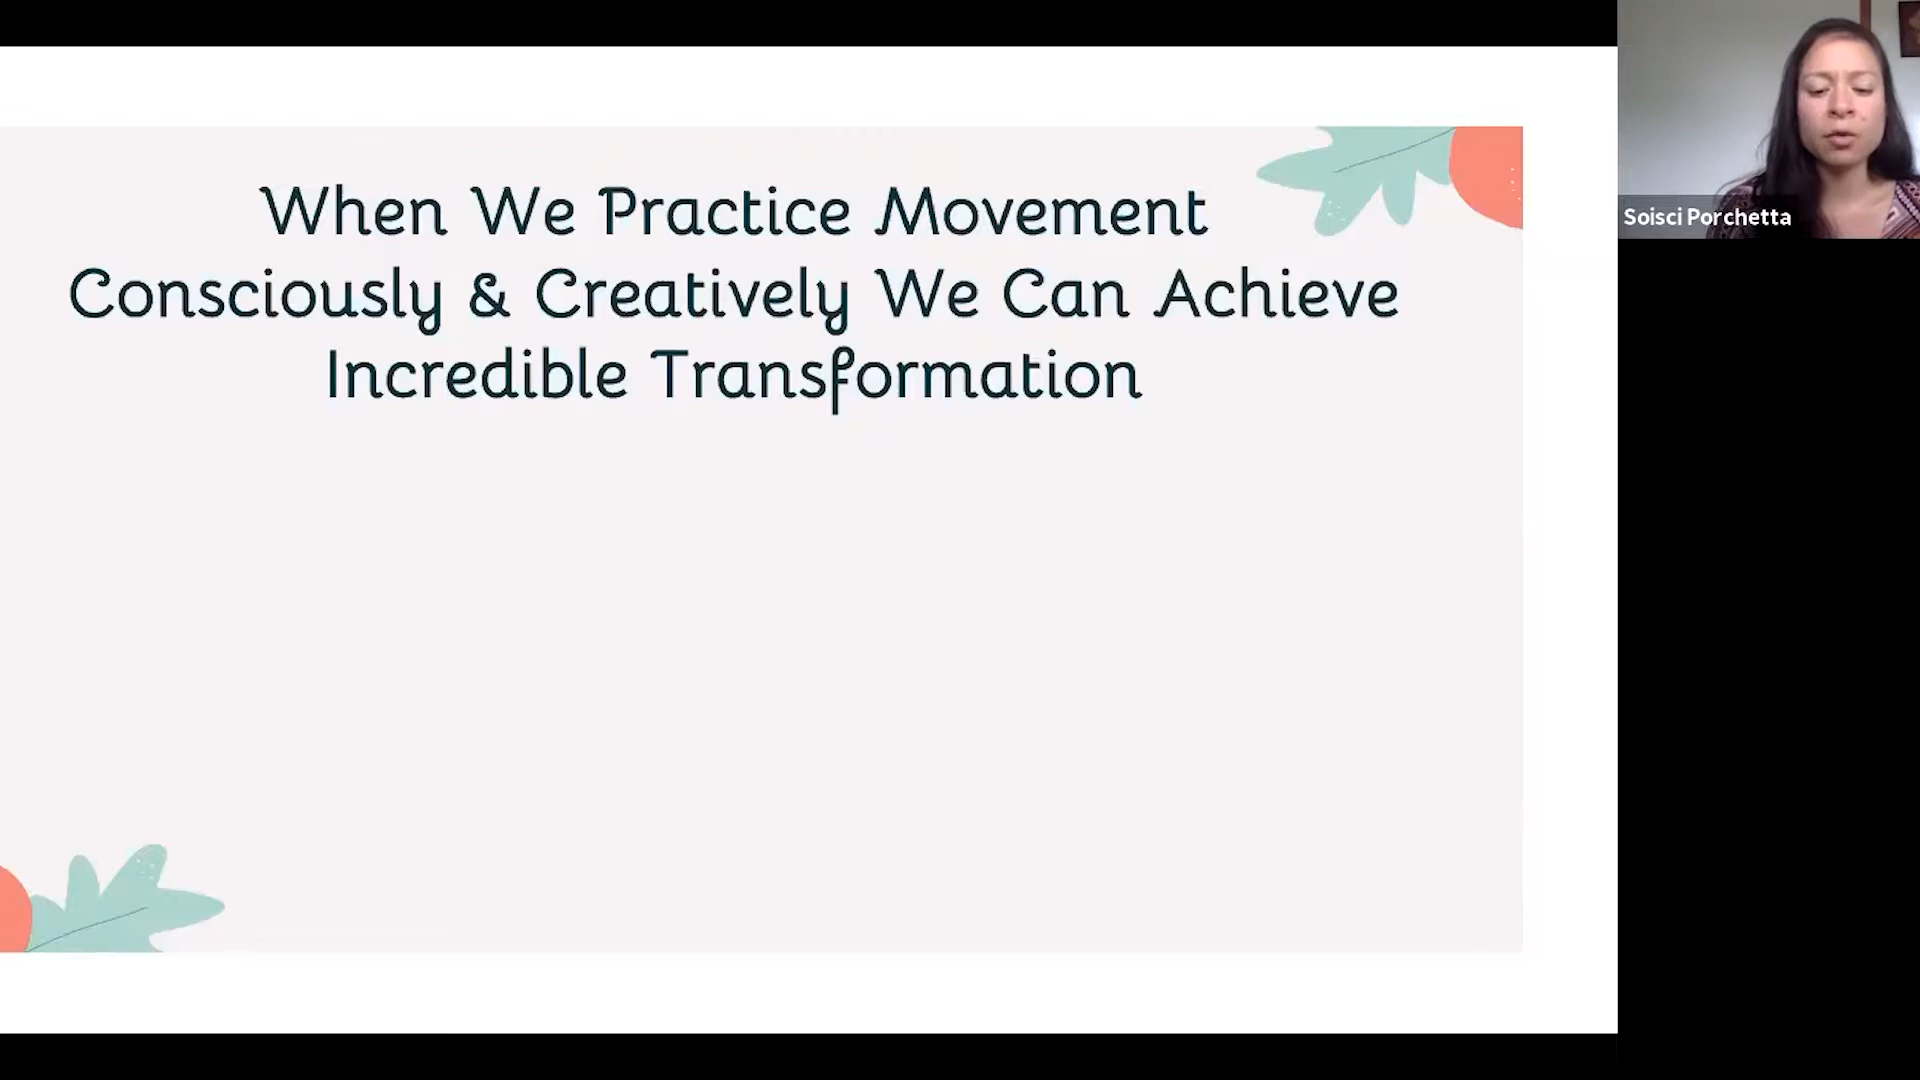 When We Practice Movement
Consciously & Creatively We Can Achieve
Incredible Transformation
Soisci Porchetta